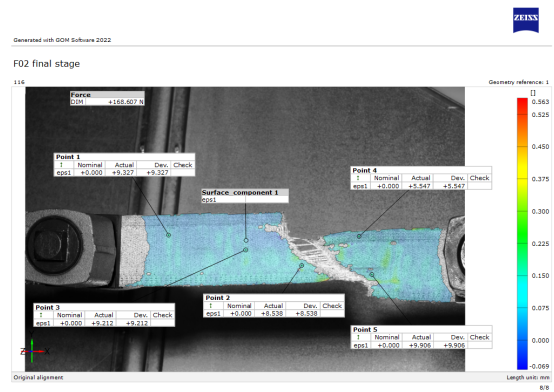 ZEISS
Generated with GOM Software 2022
F02 final stage
116 Geometry reference: 1
Force
DIM +168.607 N
Point 1
I Nominal Actual Dev. Check
eps1 +0.000 +9.327 +9.327
Point 4
I Nominal Actual Dev. Check
eps1 +0.000 +5.547 +5.547
Surface_component 1
eps1
Point 3
I Nominal Actual Dev. Check
eps1 +0.000 +9.212 +9.212
Point 2
I Nominal Actual Dev. Check
eps1 +0.000 +8.538 +8.538
Point 5
I Nominal Actual Dev. Check
eps1 +0.000 +9.906 +9.906
[]
0.563
0.525
0.450
0.375
0.300
0.225
0.150
0.075
0.000
-0.069
Z X
Original alignment Length unit: mm
8/8